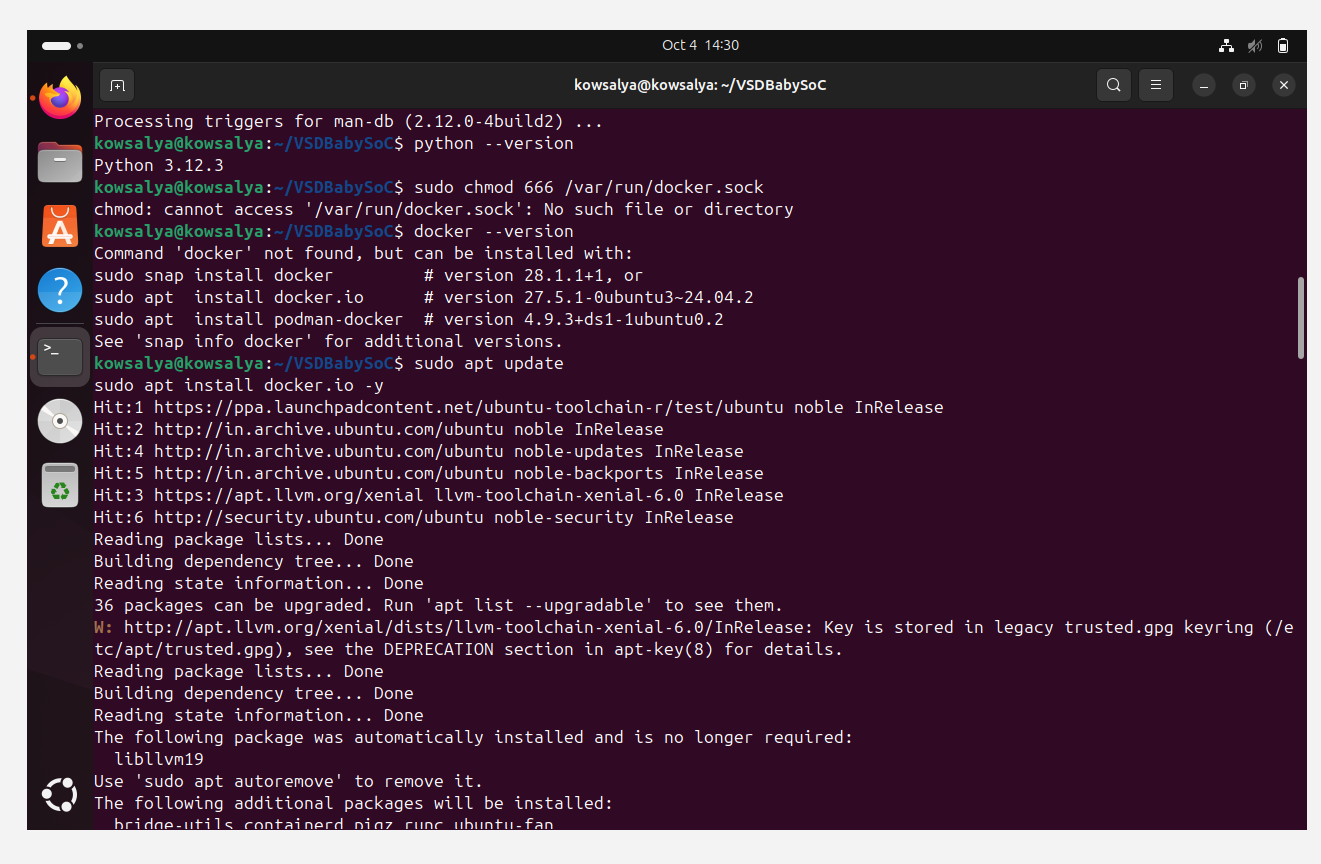 Oct 4 14:30
kowsalya@kowsalya: ~/VSDBabySoC
Processing triggers for man-db (2.12.0-4build2) ...
kowsalya@kowsalya:~/VSDBabySoC$ python --version
Python 3.12.3
kowsalya@kowsalya:~/VSDBabySoC$ sudo chmod 666 /var/run/docker.sock
chmod: cannot access '/var/run/docker.sock': No such file or directory
kowsalya@kowsalya:~/VSDBabySoC$ docker --version
Command 'docker' not found, but can be installed with:
sudo snap install docker         # version 28.1.1+1, or
sudo apt  install docker.io      # version 27.5.1-0ubuntu3~24.04.2
sudo apt  install podman-docker  # version 4.9.3+ds1-1ubuntu0.2
See 'snap info docker' for additional versions.
kowsalya@kowsalya:~/VSDBabySoC$ sudo apt update
sudo apt install docker.io -y
Hit:1 https://ppa.launchpadcontent.net/ubuntu-toolchain-r/test/ubuntu noble InRelease
Hit:2 http://in.archive.ubuntu.com/ubuntu noble InRelease
Hit:4 http://in.archive.ubuntu.com/ubuntu noble-updates InRelease
Hit:5 http://in.archive.ubuntu.com/ubuntu noble-backports InRelease
Hit:3 https://apt.llvm.org/xenial llvm-toolchain-xenial-6.0 InRelease
Hit:6 http://security.ubuntu.com/ubuntu noble-security InRelease
Reading package lists... Done
Building dependency tree... Done
Reading state information... Done
36 packages can be upgraded. Run 'apt list --upgradable' to see them.
W: http://apt.llvm.org/xenial/dists/llvm-toolchain-xenial-6.0/InRelease: Key is stored in legacy trusted.gpg keyring (/e
tc/apt/trusted.gpg), see the DEPRECATION section in apt-key(8) for details.
Reading package lists... Done
Building dependency tree... Done
Reading state information... Done
The following package was automatically installed and is no longer required:
  libllvm19
Use 'sudo apt autoremove' to remove it.
The following additional packages will be installed:
  bridge-utils containerd pigz runc ubuntu-fan